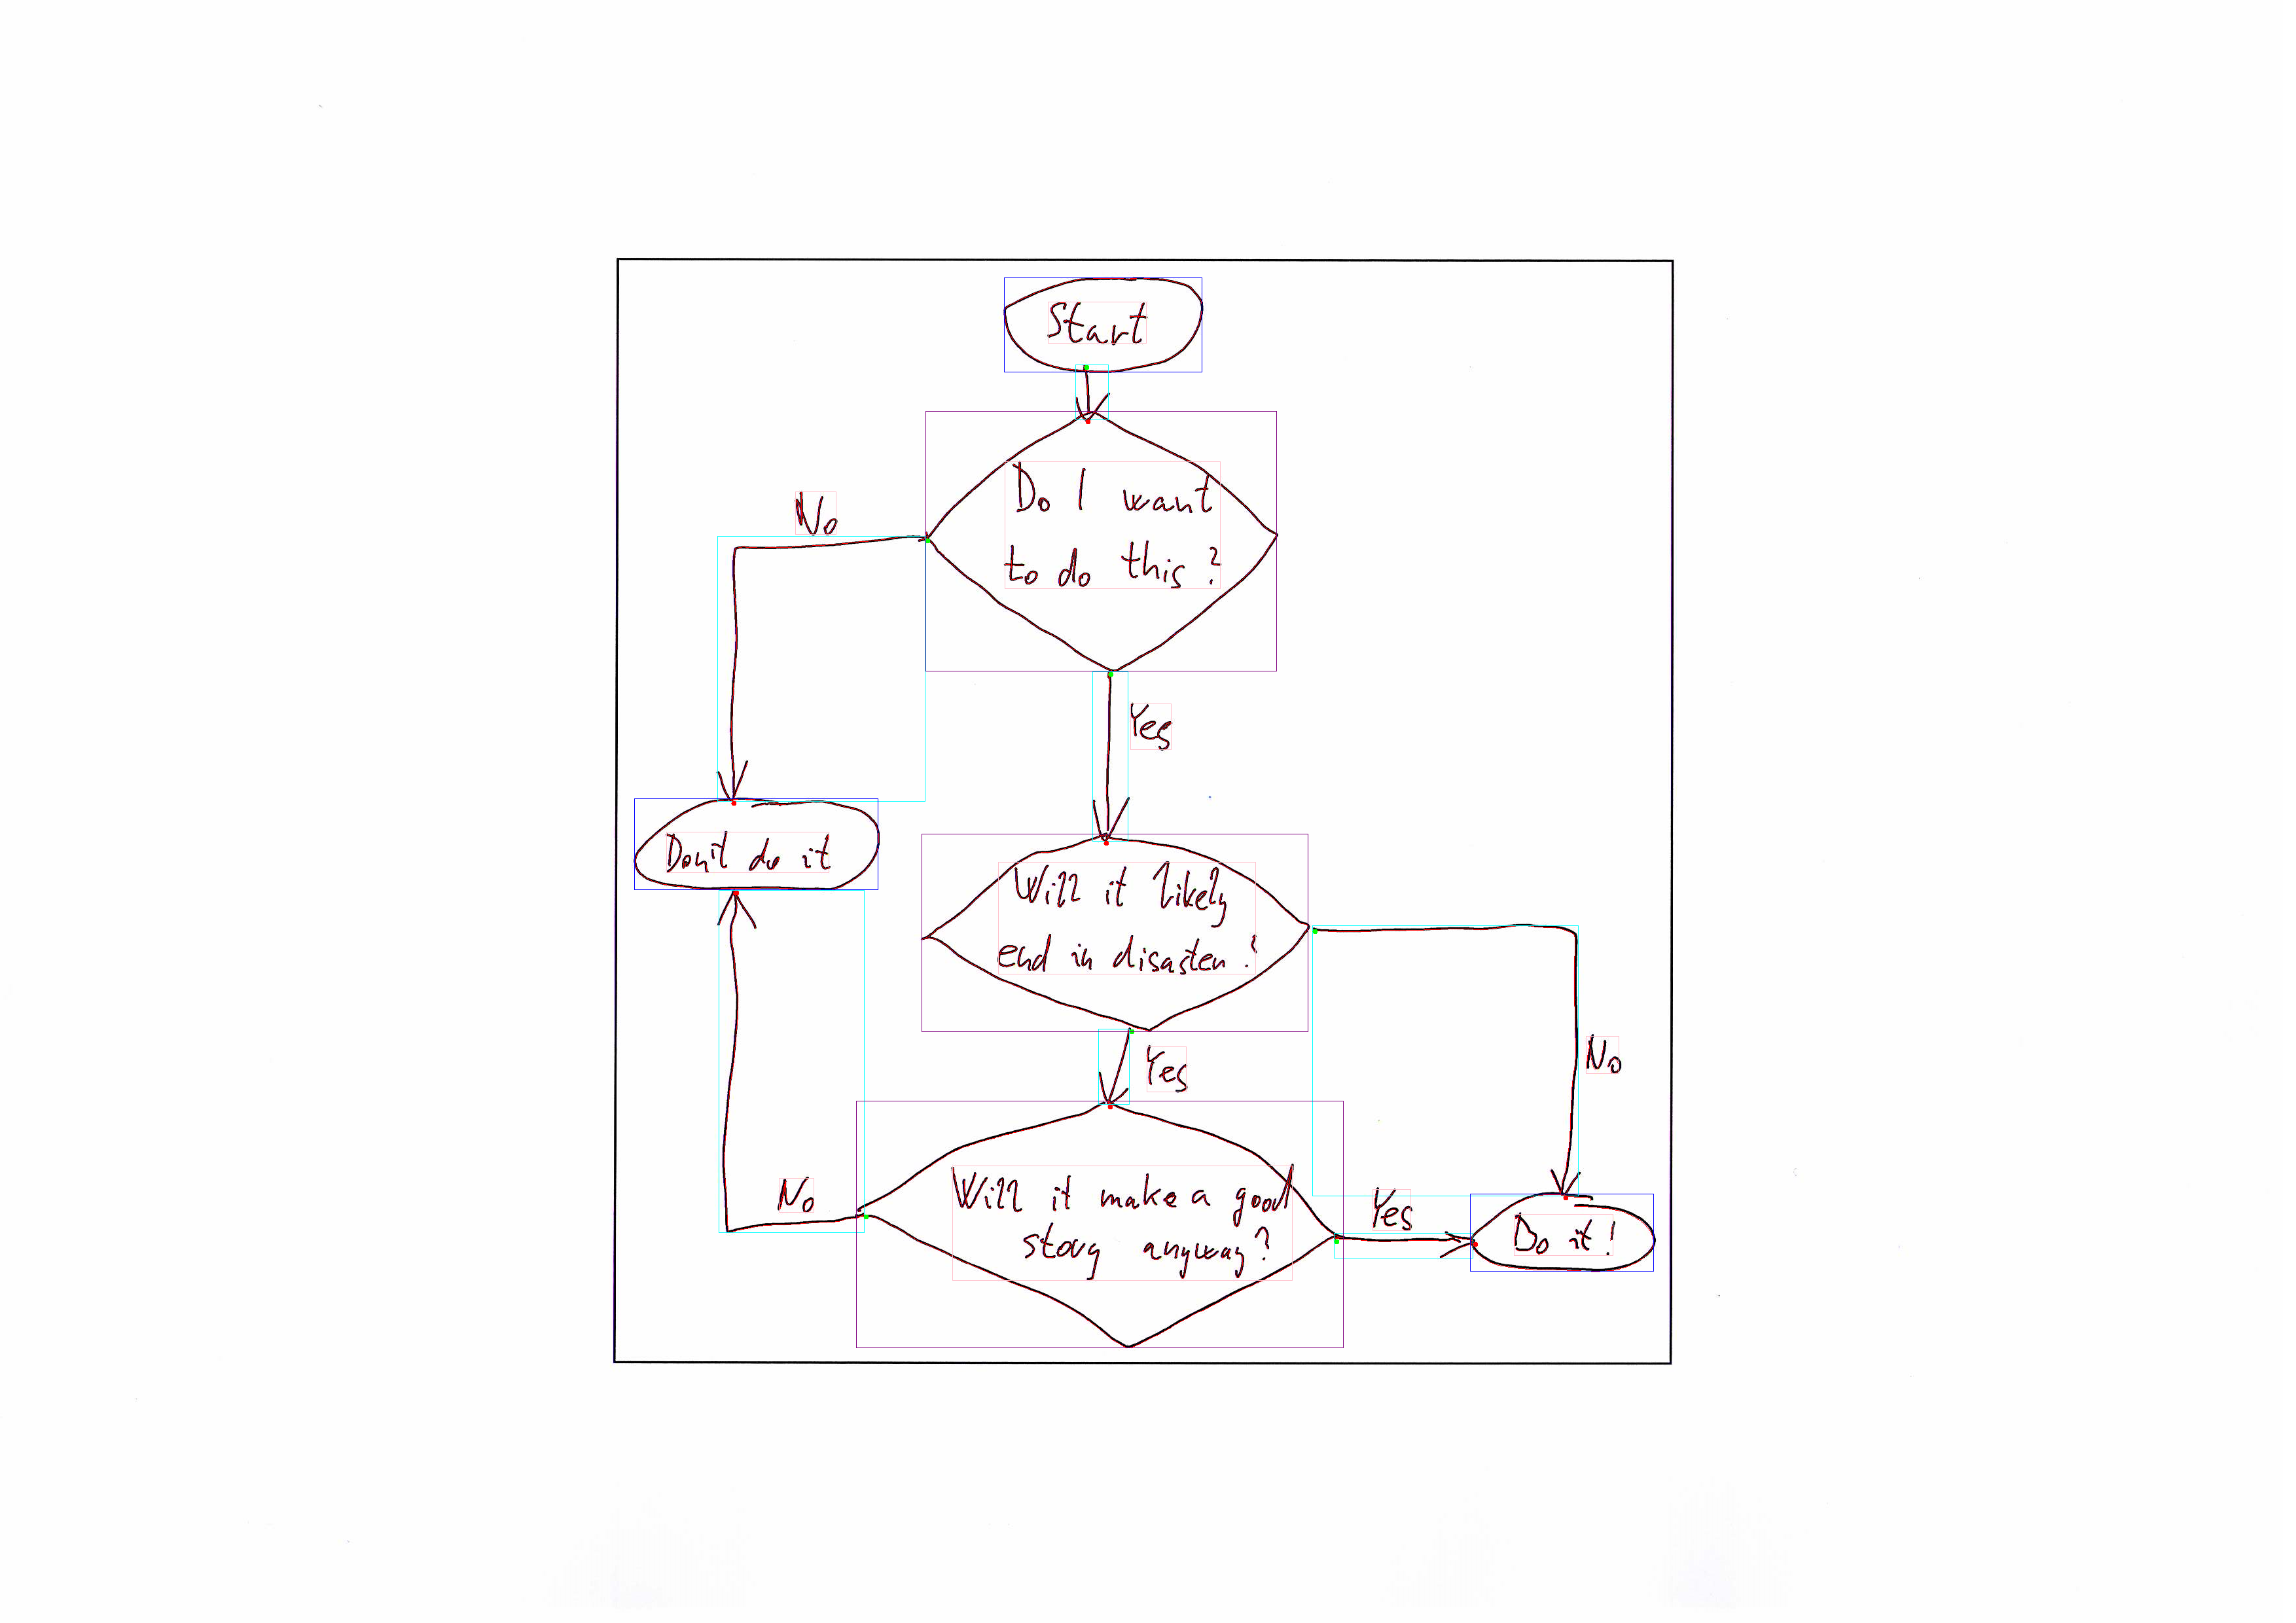 Start
Do I want
to do this?
No
Yes
Don't do it
Will it likely
end in disaster?
No
Yes
Will it make a good
story anyway?
No
Yes
Do it!